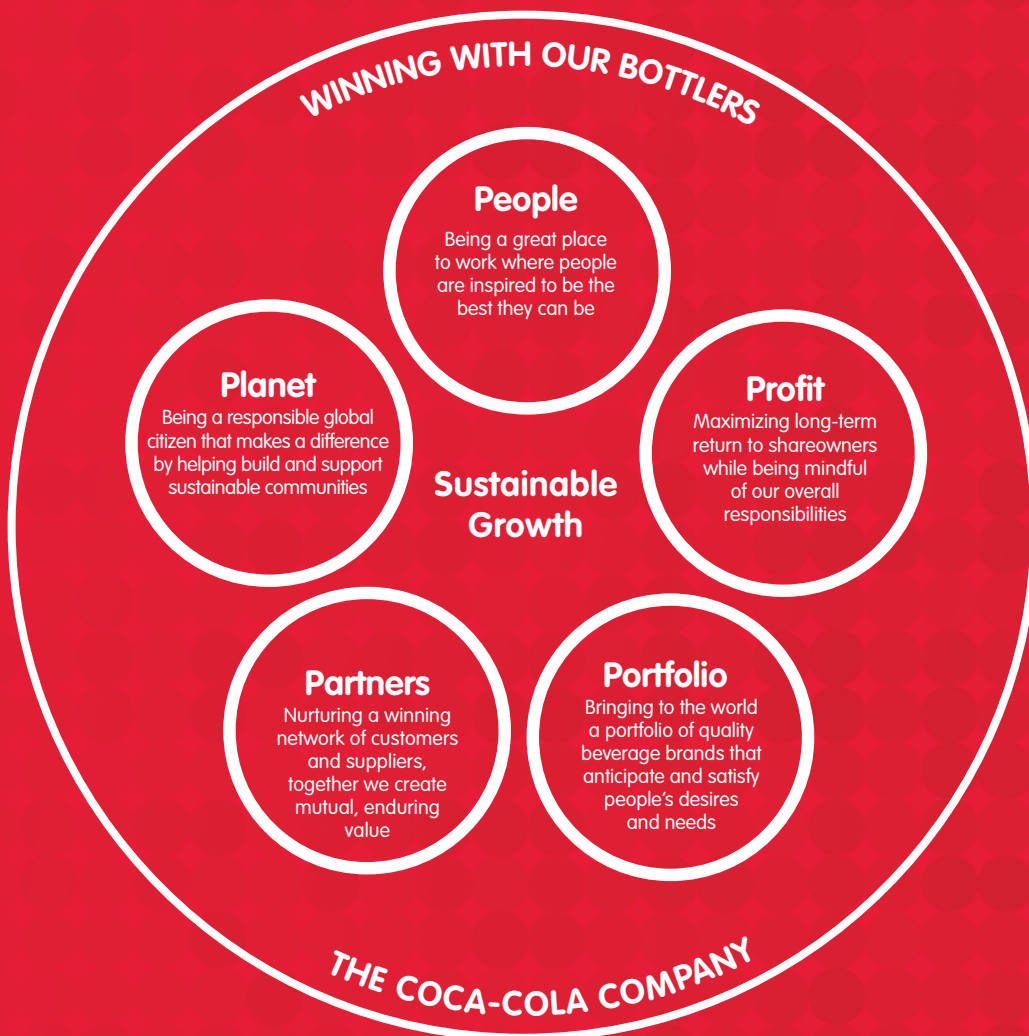 WINNING WITH OUR BOTTLERS
People
Being a great place
to work where people
are inspired to be the
best they can be
Planet
Being a responsible global
citizen that makes a difference
by helping build and support
sustainable communities
Profit
Maximizing long-term
return to shareowners
while being mindful
of our overall
responsibilities
Sustainable
Growth
Partners
Nurturing a winning
network of customers
and suppliers,
together we create
mutual, enduring
value
Portfolio
Bringing to the world
a portfolio of quality
beverage brands that
anticipate and satisfy
people's desires
and needs
THE COCA-COLA COMPANY